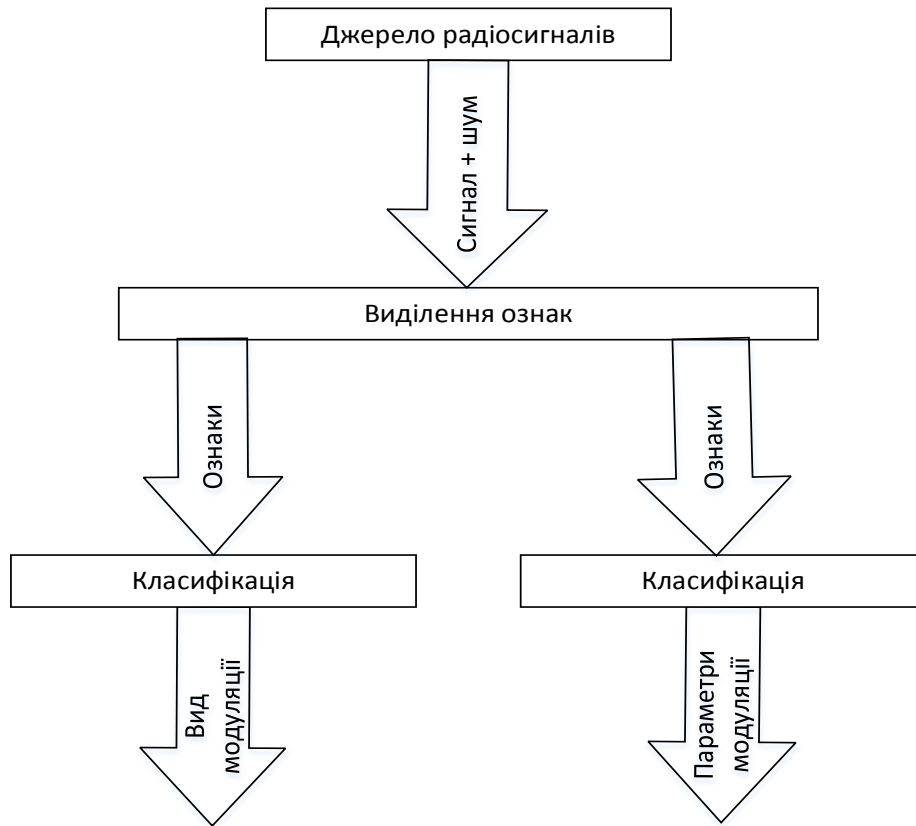 Джерело радіосигналів
Сигнал + шум
Виділення ознак
Ознаки
Ознаки
Класифікація
Класифікація
Вид
модуляції
Параметри
модуляції